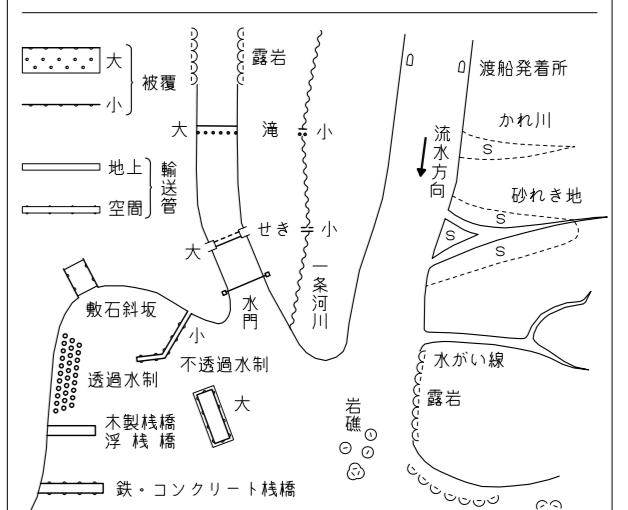 大
小
被覆
地上
空間
輸送管
露岩
大
滝
小
せき
小
大
水門
一条河川
渡船発着所
かれ川
S
流水方向
砂れき地
S
S
S
敷石斜坂
小
不透過水制
透過水制
大
木製桟橋
浮桟橋
鉄・コンクリート桟橋
岩礁
水がい線
露岩